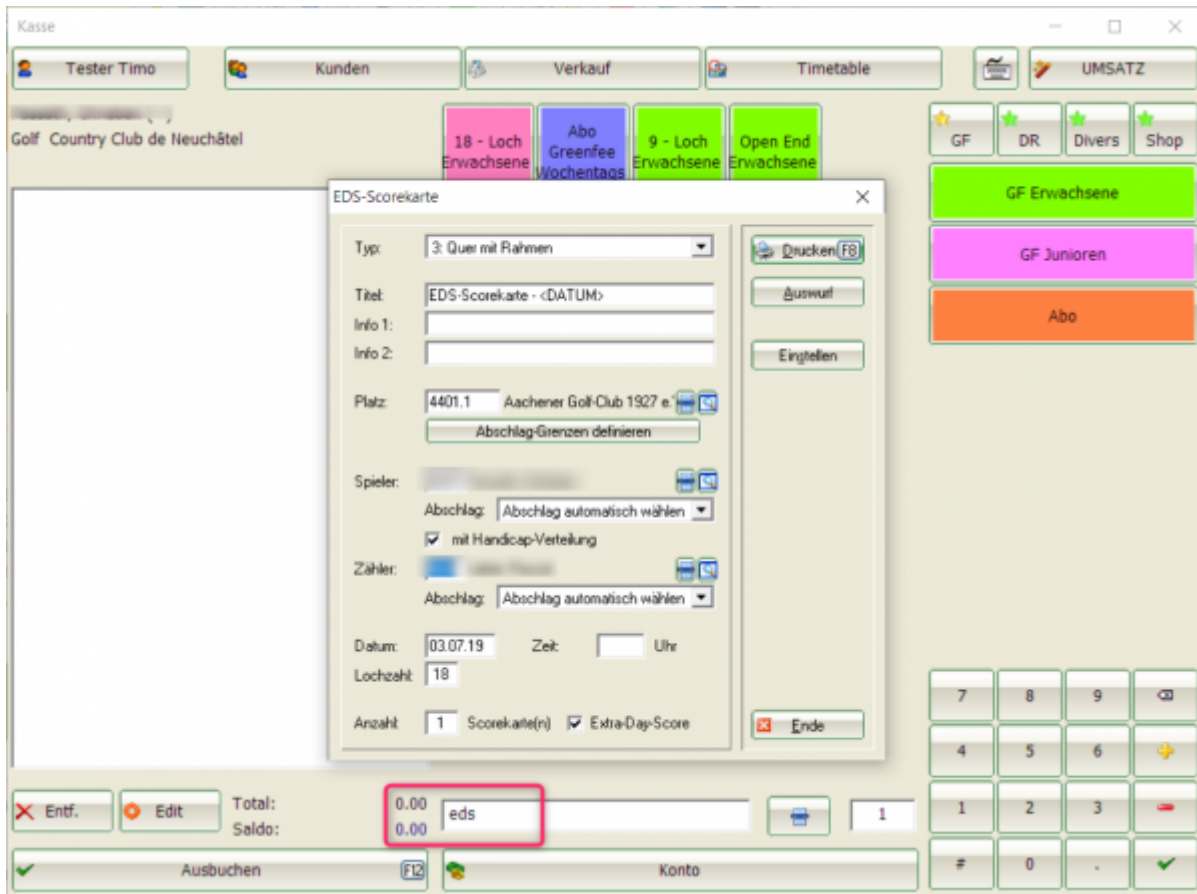 Kasse
Tester Timo
Kunden
Verkauf
Timetable
UMSATZ
Golf Country Club de Neuchâtel
18 - Loch
Erwachsene
Abo
Greenfee
Wochentags
9 - Loch
Erwachsene
Open End
Erwachsene
GF
DR
Divers
Shop
GF Erwachsene
GF Junioren
Abo
EDS-Scorekarte
Typ: 3: Quer mit Rahmen
Titel: EDS-Scorekarte - <DATUM>
Info 1:
Info 2:
Platz: 4401.1 Aachener Golf-Club 1927 e.
Abschlag-Grenzen definieren
Spieler:
Abschlag: Abschlag automatisch wählen
mit Handicap-Verteilung
Zähler:
Abschlag: Abschlag automatisch wählen
Datum: 03.07.19 Zeit: Uhr
Lochzahl: 18
Anzahl: 1 Scorekarte(n) Extra-Day-Score
Drucken F8
Auswurf
Einstellen
Ende
7 8 9
4 5 6
1 2 3
# 0 .
Entf.
Edit
Total: 0.00
Saldo: 0.00
eds
1
Ausbuchen F12
Konto